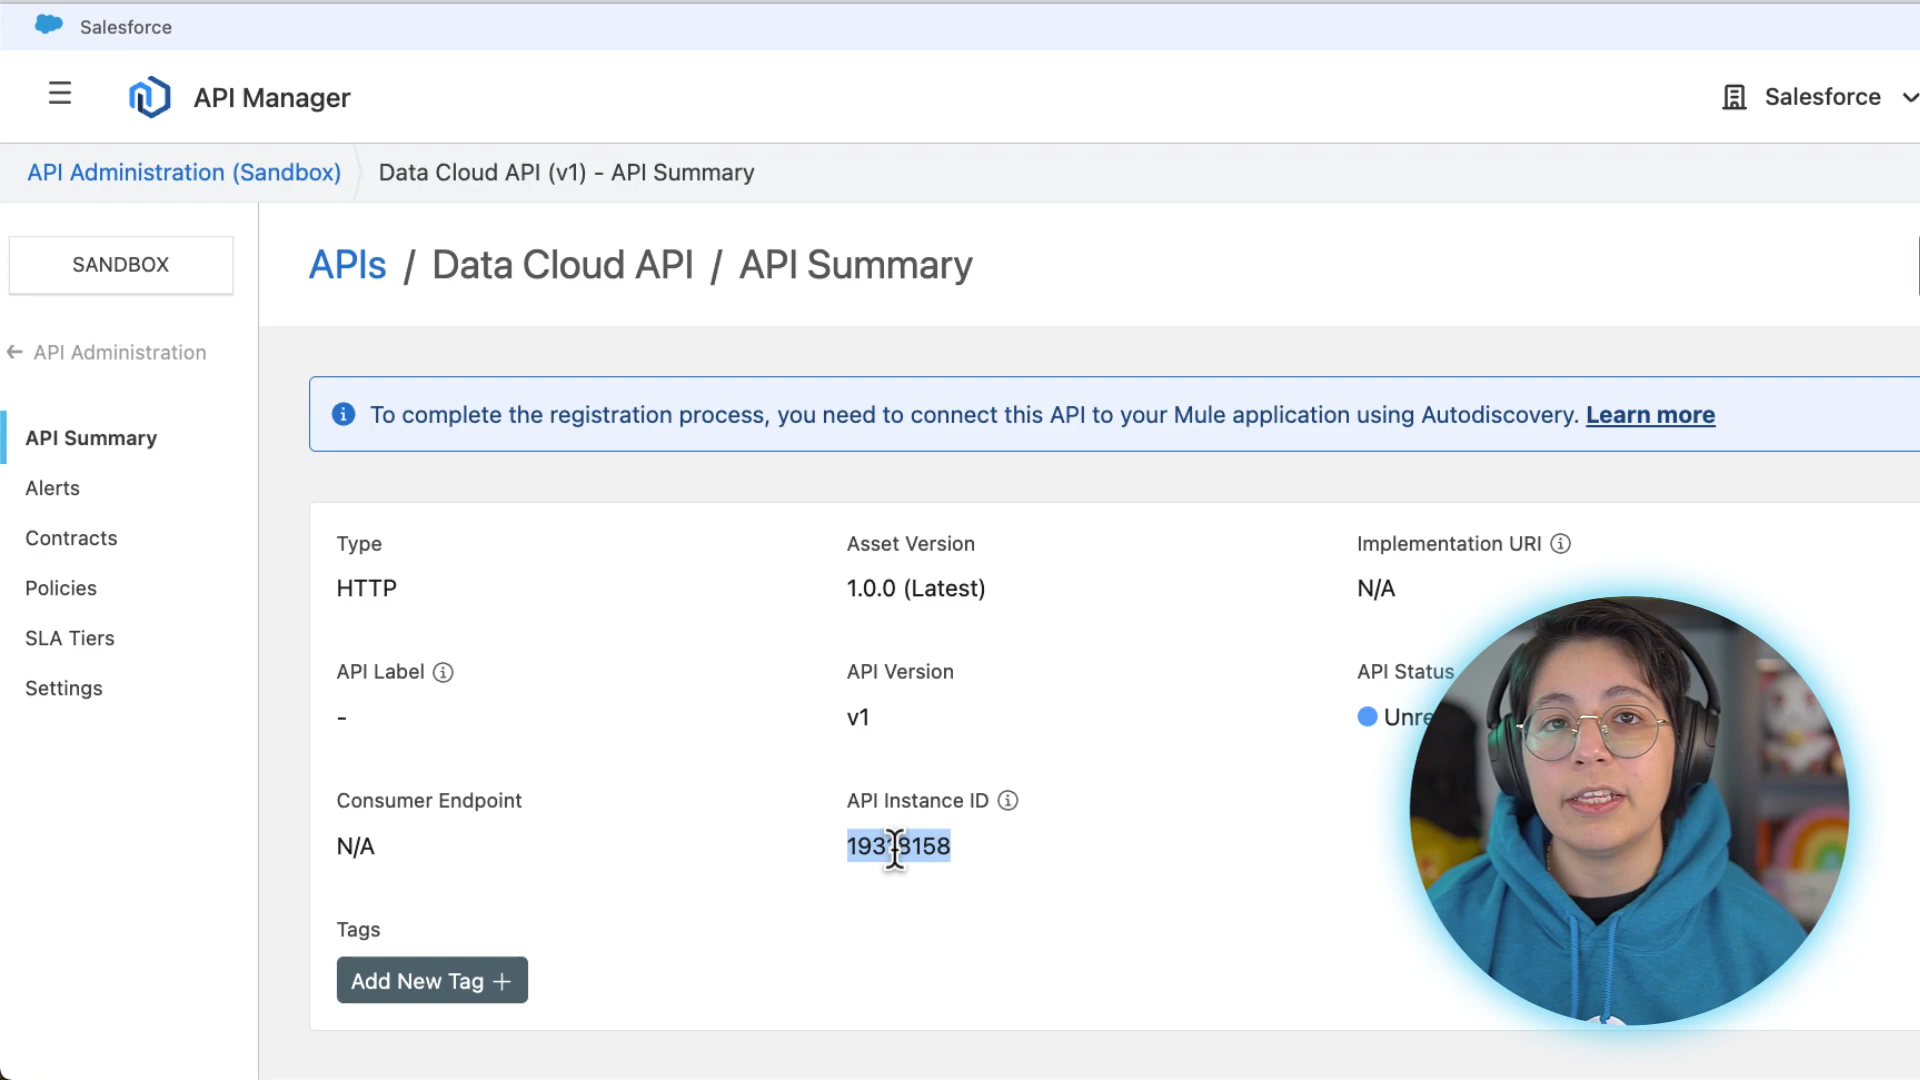 Salesforce
API Manager
Salesforce
API Administration (Sandbox)
Data Cloud API (v1) - API Summary
SANDBOX
APIs / Data Cloud API / API Summary
← API Administration
To complete the registration process, you need to connect this API to your Mule application using Autodiscovery. Learn more
API Summary
Alerts
Contracts
Policies
SLA Tiers
Settings
Type
HTTP
Asset Version
1.0.0 (Latest)
Implementation URI
N/A
API Label
-
API Version
v1
API Status
Consumer Endpoint
N/A
API Instance ID
Tags
Add New Tag +